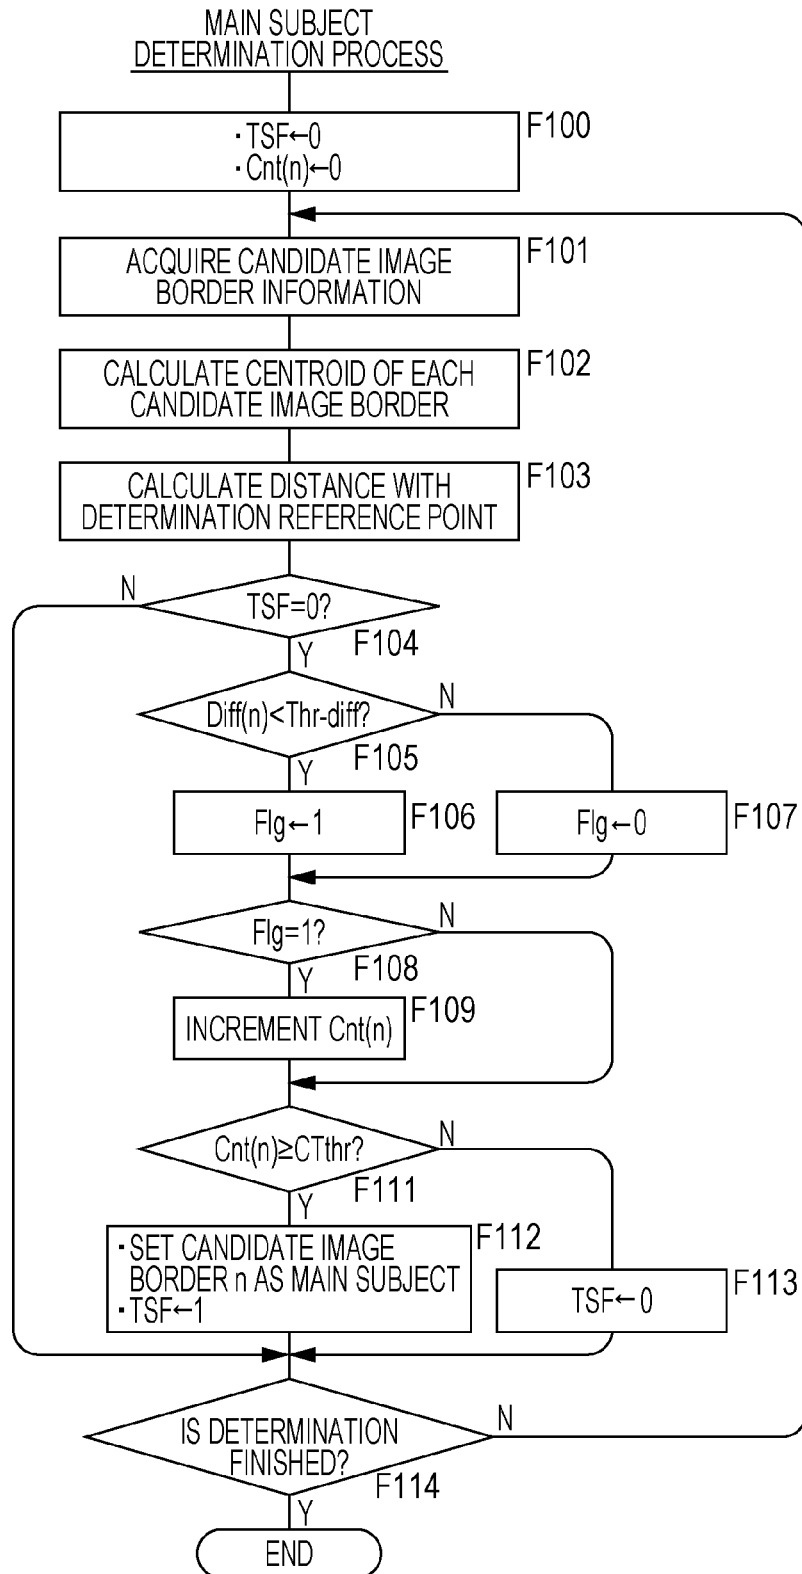 MAIN SUBJECT
DETERMINATION PROCESS
·TSF←0
·Cnt(n)←0
F100
ACQUIRE CANDIDATE IMAGE
BORDER INFORMATION
F101
CALCULATE CENTROID OF EACH
CANDIDATE IMAGE BORDER
F102
CALCULATE DISTANCE WITH
DETERMINATION REFERENCE POINT
F103
N
TSF=0?
F104
Y
Diff(n)<Thr-diff?
N
F105
Y
Flg←1
F106
Flg←0
F107
Flg=1?
N
F108
Y
INCREMENT Cnt(n)
F109
Cnt(n)≥CTthr?
N
F111
Y
·SET CANDIDATE IMAGE
BORDER n AS MAIN SUBJECT
·TSF←1
F112
TSF←0
F113
IS DETERMINATION
FINISHED?
N
F114
Y
END